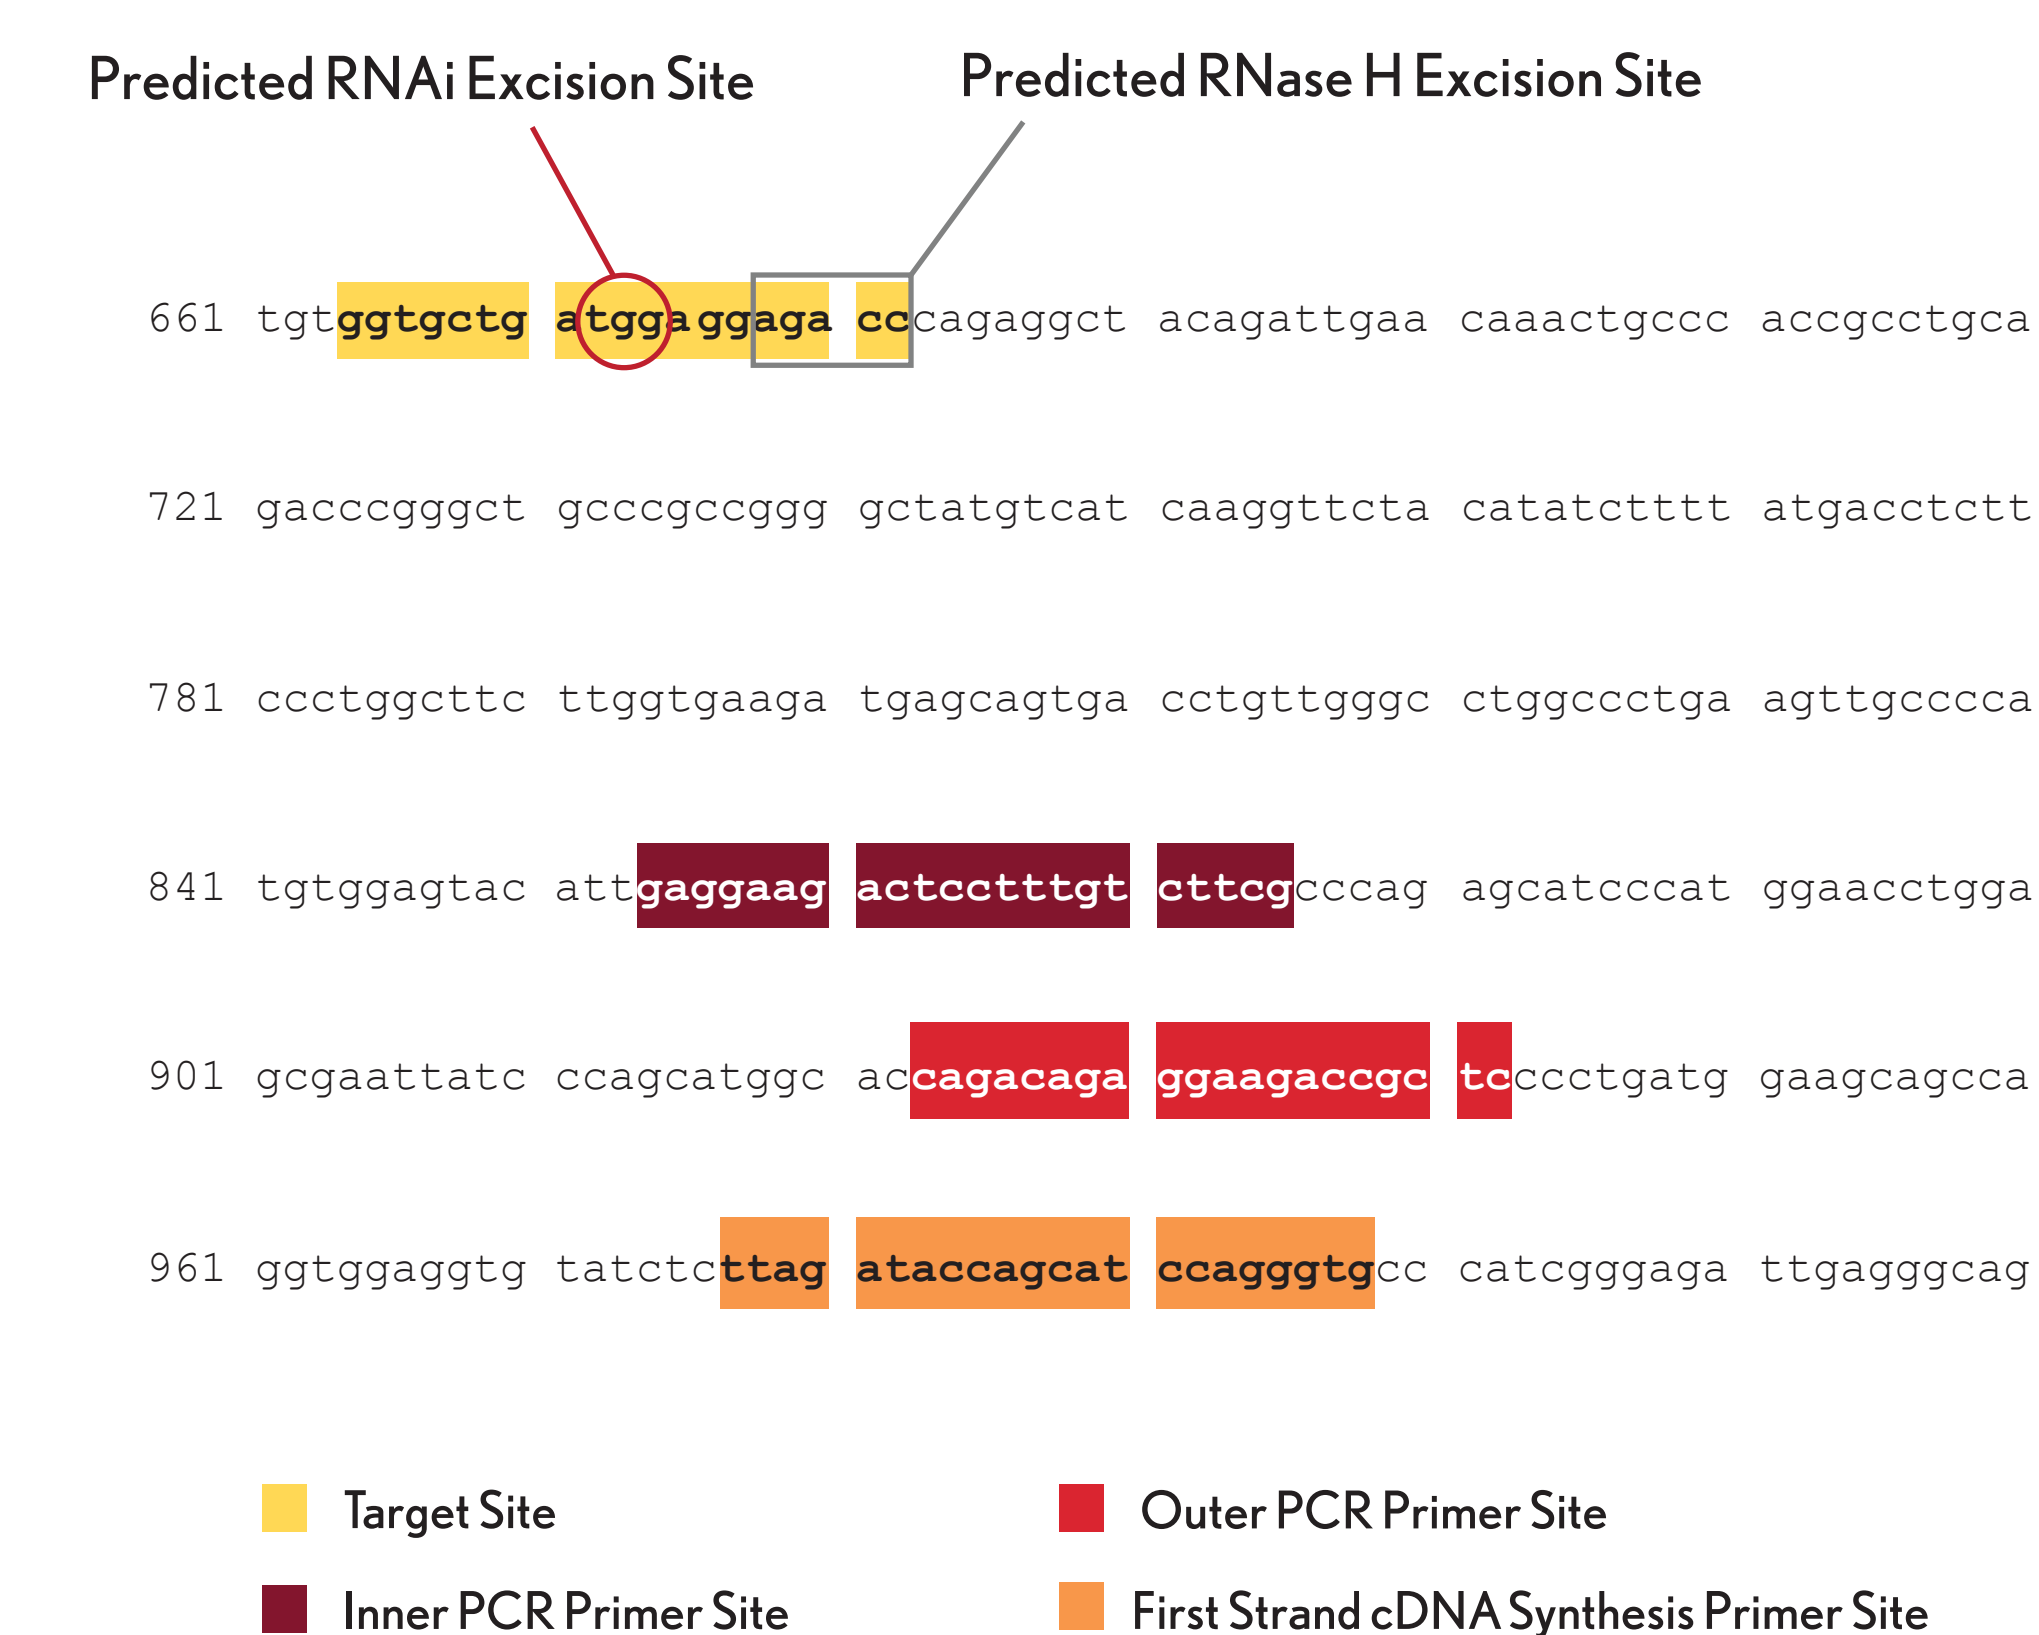 Predicted RNAi Excision Site
Predicted RNase H Excision Site
661 tgtggtgctg atggaggaga cccagaggct acagattgaa caaactgccc accgcctgca
721 gacccgggct gcccgccggg gctatgtcat caaggttcta catatctttt atgacctctt
781 ccctggcttc ttggtgaaga tgagcagtga cctgttgggc ctggccctga agttgcccca
841 tgtggagtac attgaggaag actcctttgt cttcgcccag agcatcccat ggaacctgga
901 gcgaattatc ccagcatggc accagacaga ggaagaccgc tcccctgatg gaagcagcca
961 ggtggaggtg tatctcttag ataccagcat ccagggtgcc catcgggaga ttgagggcag
Target Site
Outer PCR Primer Site
Inner PCR Primer Site
First Strand cDNA Synthesis Primer Site